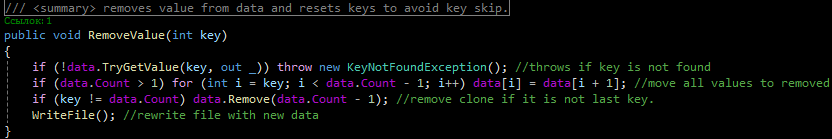 /// <summary> removes value from data and resets keys to avoid key skip.
Ссылок: 1
public void RemoveValue(int key)
{
if (!data.TryGetValue(key, out _)) throw new KeyNotFoundException(); //throws if key is not found
if (data.Count > 1) for (int i = key; i < data.Count - 1; i++) data[i] = data[i + 1]; //move all values to removed
if (key != data.Count) data.Remove(data.Count - 1); //remove clone if it is not last key.
WriteFile(); //rewrite file with new data
}